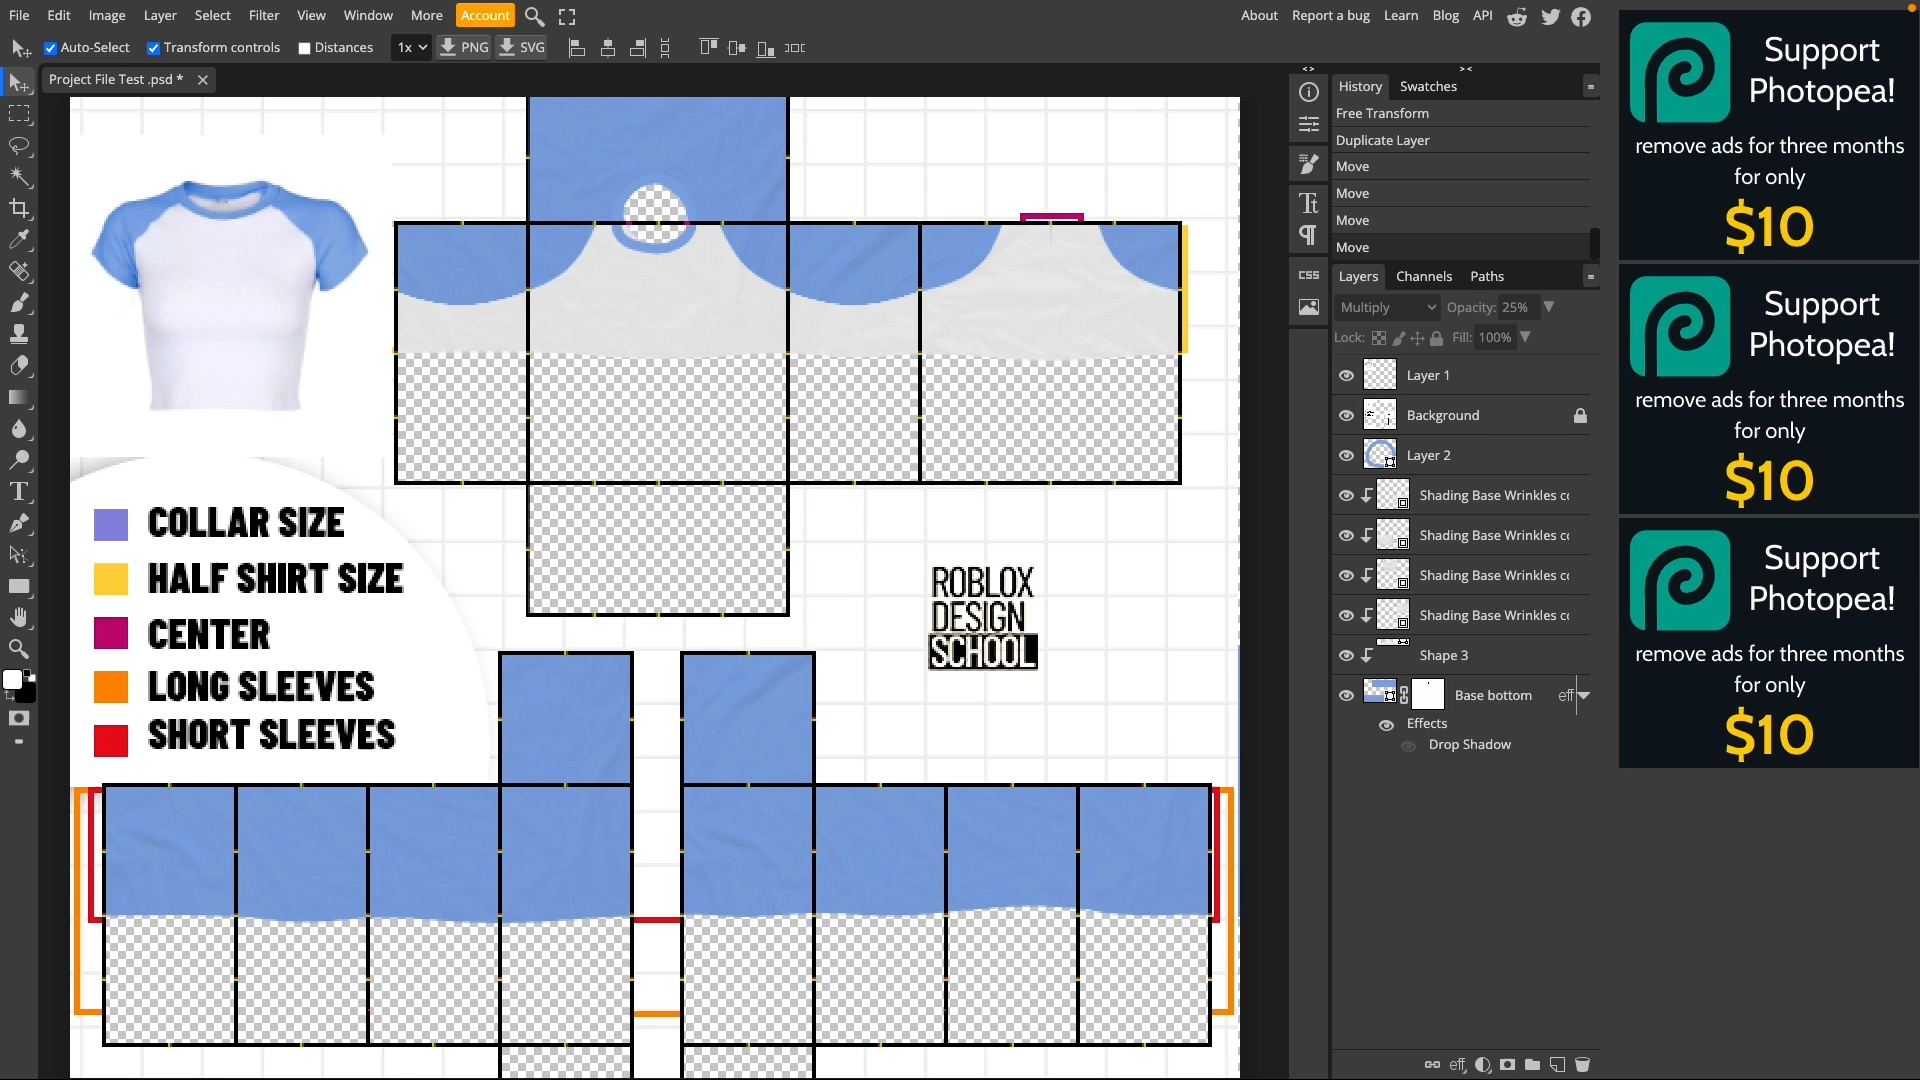 File Edit Image Layer Select Filter View Window More Account
About Report a bug Learn Blog API
Auto-Select Transform controls Distances 1x PNG SVG
Project File Test .psd *
COLLAR SIZE
HALF SHIRT SIZE
CENTER
LONG SLEEVES
SHORT SLEEVES
ROBLOX
DESIGN
SCHOOL
CSS
History Swatches
Free Transform
Duplicate Layer
Move
Move
Move
Move
Layers Channels Paths
Multiply Opacity: 25%
Lock: Fill: 100%
Layer 1
Background
Layer 2
Shading Base Wrinkles
Shading Base Wrinkles
Shading Base Wrinkles
Shading Base Wrinkles
Shape 3
Base bottom eff
Effects
Drop Shadow
eff
Support
Photopea!
remove ads for three months
for only
$10
Support
Photopea!
remove ads for three months
for only
$10
Support
Photopea!
remove ads for three months
for only
$10